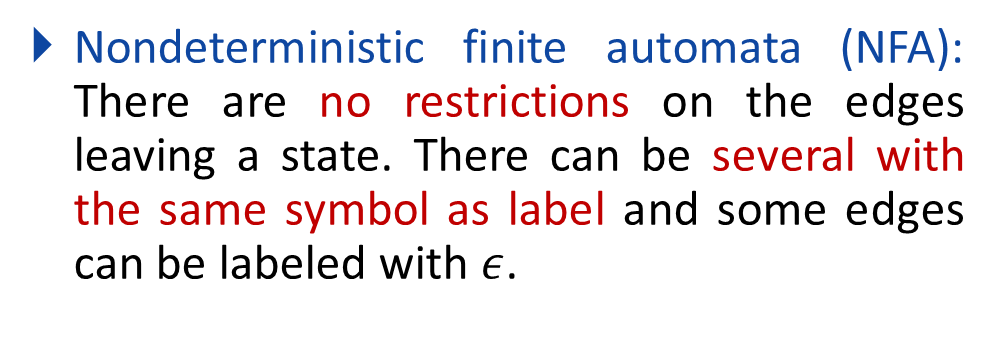 Nondeterministic finite automata (NFA):
There are no restrictions on the edges
leaving a state. There can be several with
the same symbol as label and some edges
can be labeled with ϵ.